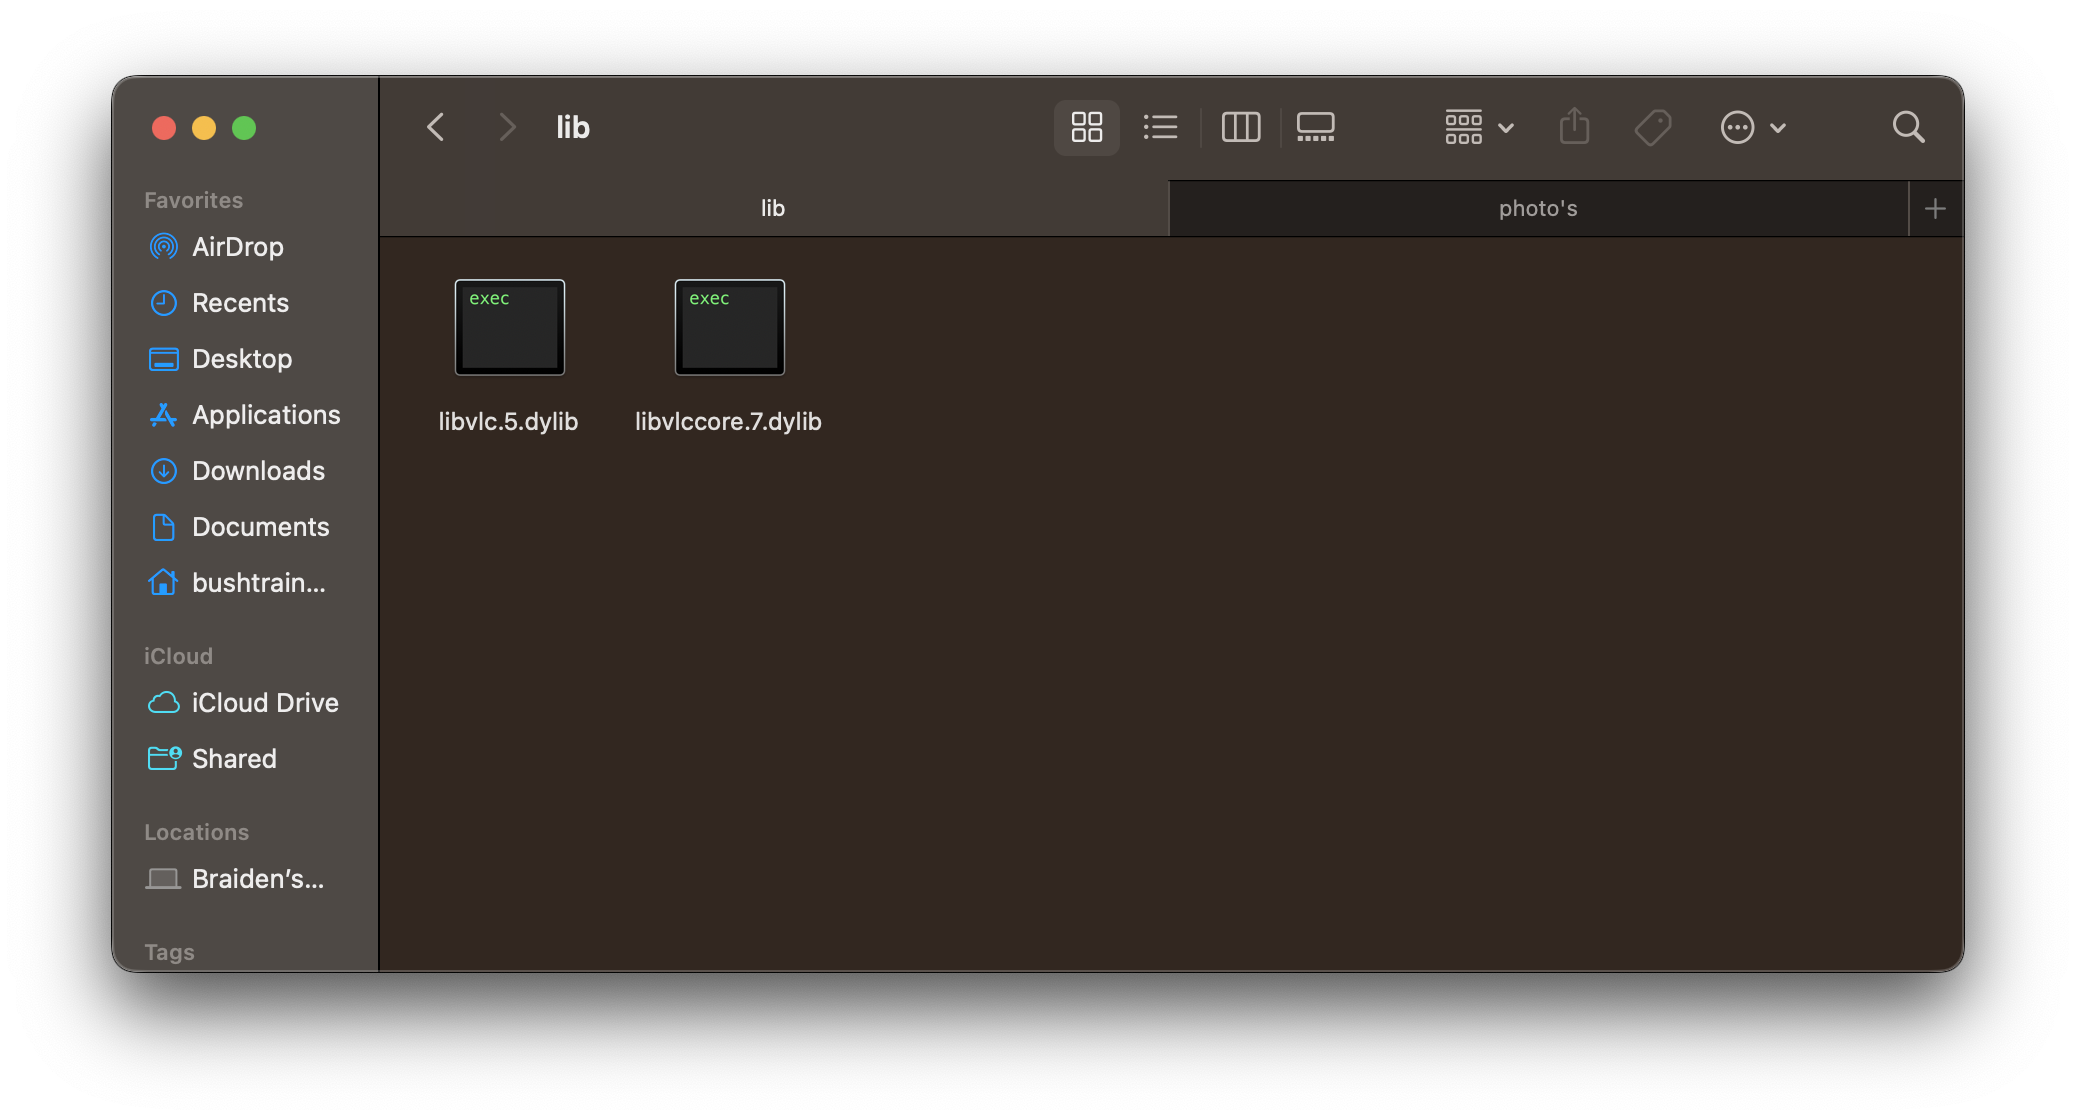 lib
lib
photo's
Favorites
AirDrop
Recents
Desktop
Applications
Downloads
Documents
bushtrain...
iCloud
iCloud Drive
Shared
Locations
Braiden’s...
Tags
exec
exec
libvlc.5.dylib
libvlccore.7.dylib